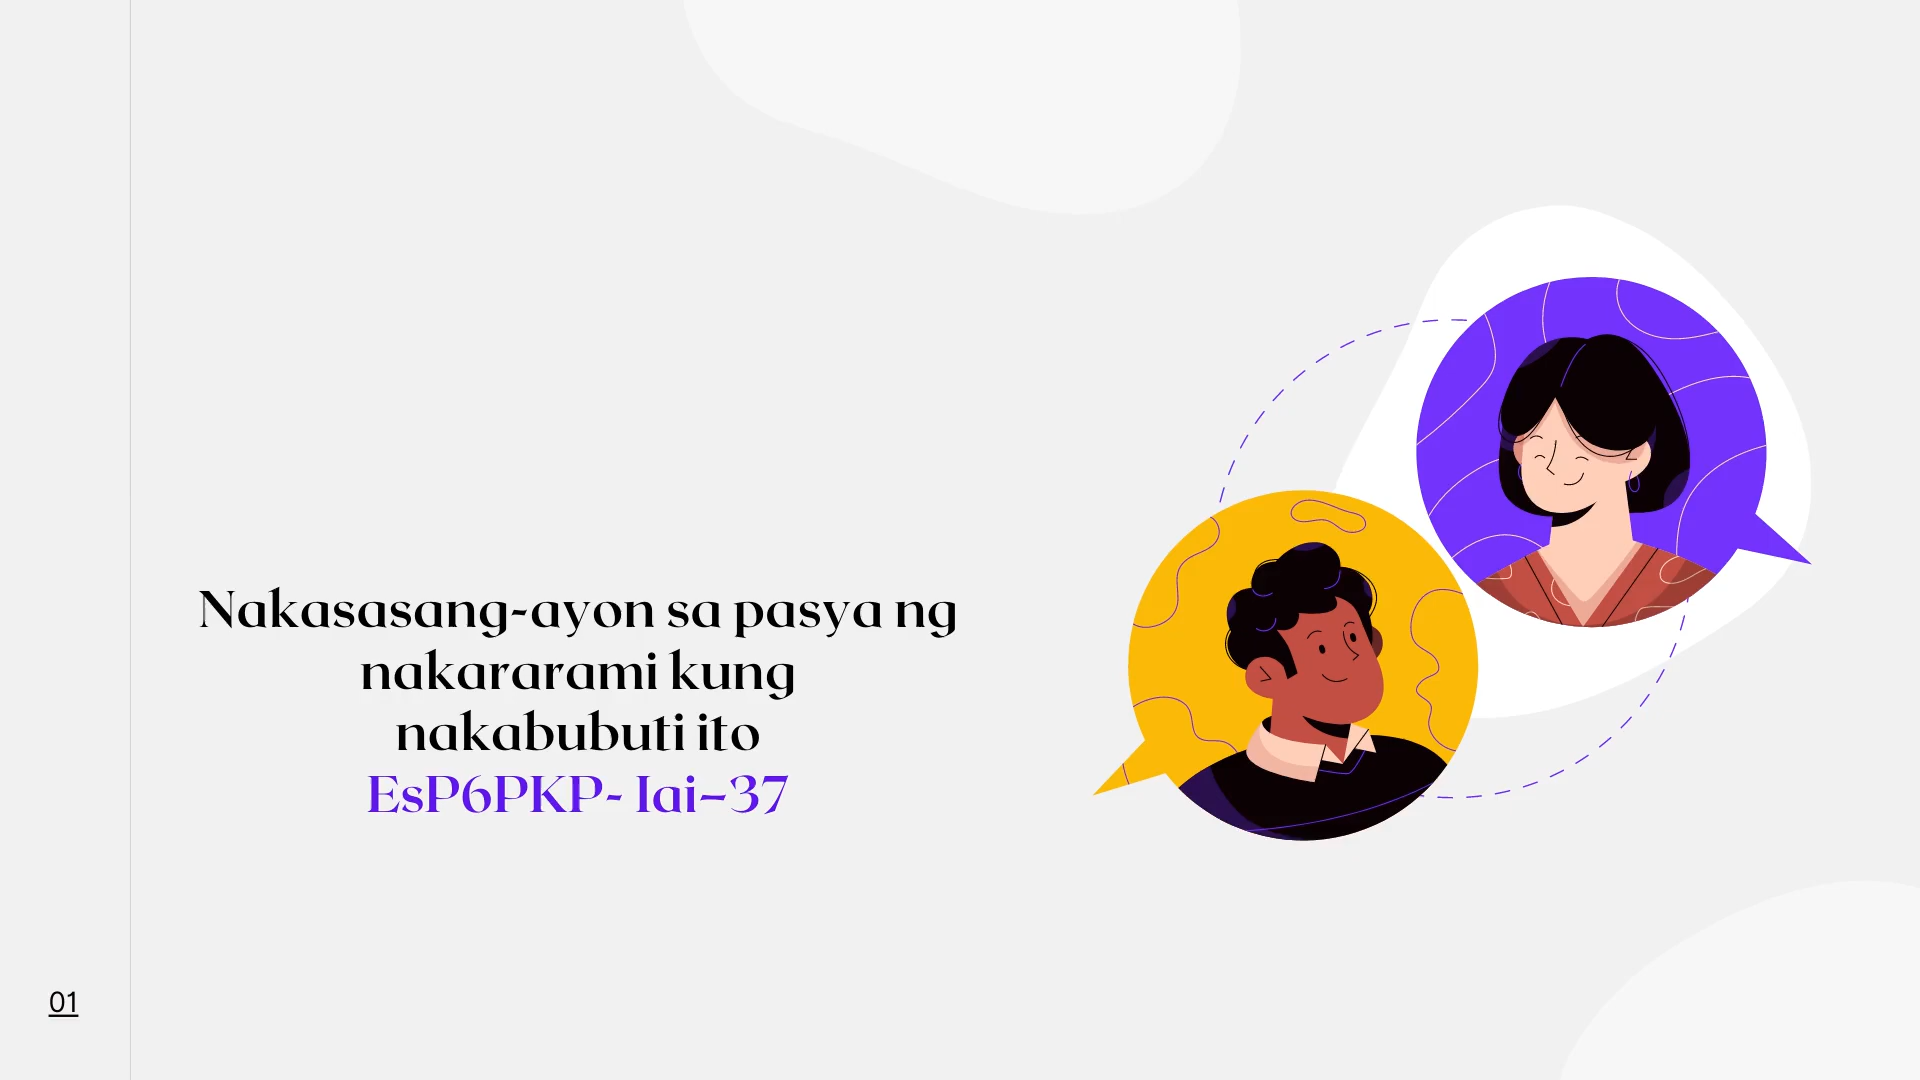 Nakasasang-ayon sa pasya ng
nakararami kung
nakabubuti ito
EsP6PKP- Iai–37
01